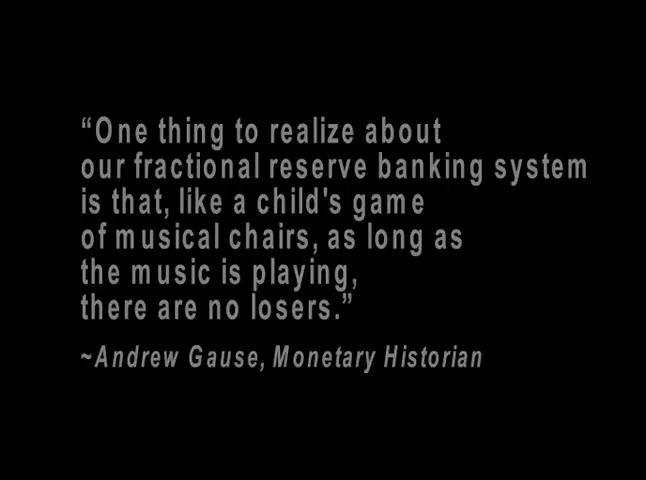 “One thing to realize about
our fractional reserve banking system
is that, like a child's game
of musical chairs, as long as
the music is playing,
there are no losers.”
~Andrew Gause, Monetary Historian